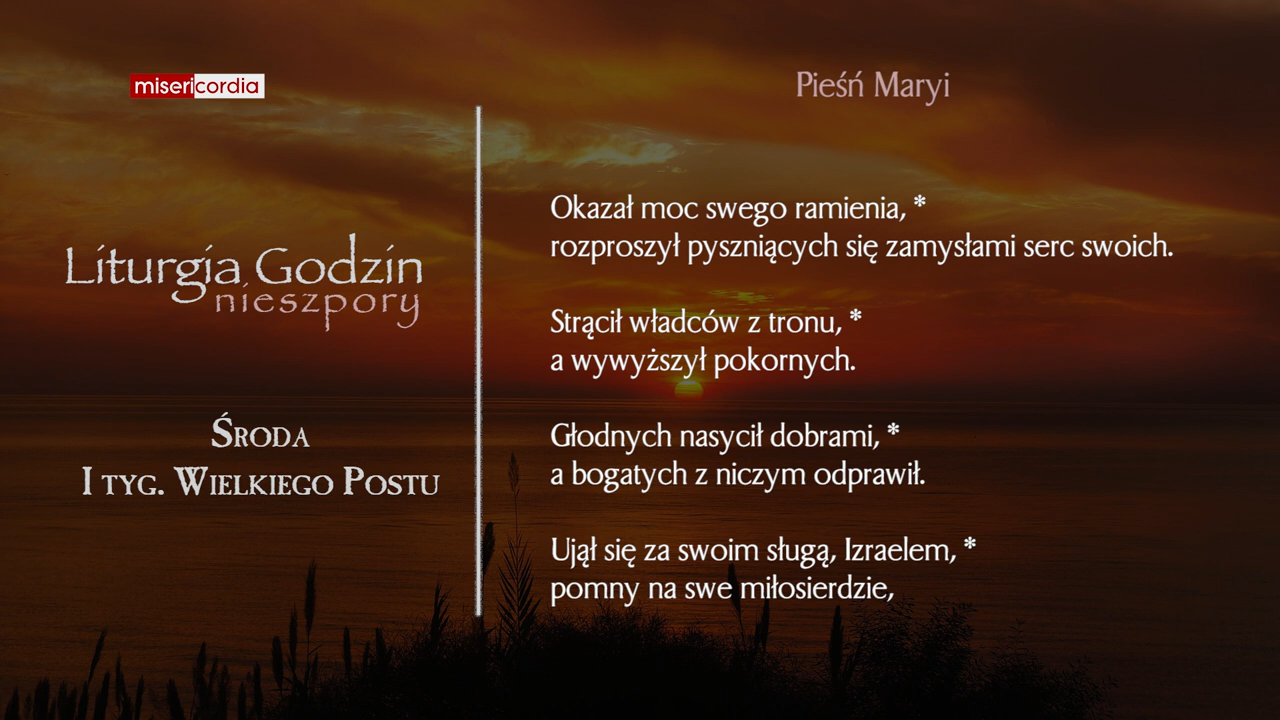 misericordia
Liturgia Godzin
nieszpory
Środa
I tyg. Wielkiego Postu
Pieśń Maryi
Okazał moc swego ramienia, *
rozproszył pyszniących się zamysłami serc swoich.
Strącił władców z tronu, *
a wywyższył pokornych.
Głodnych nasycił dobrami, *
a bogatych z niczym odprawił.
Ujął się za swoim sługą, Izraelem, *
pomny na swe miłosierdzie,